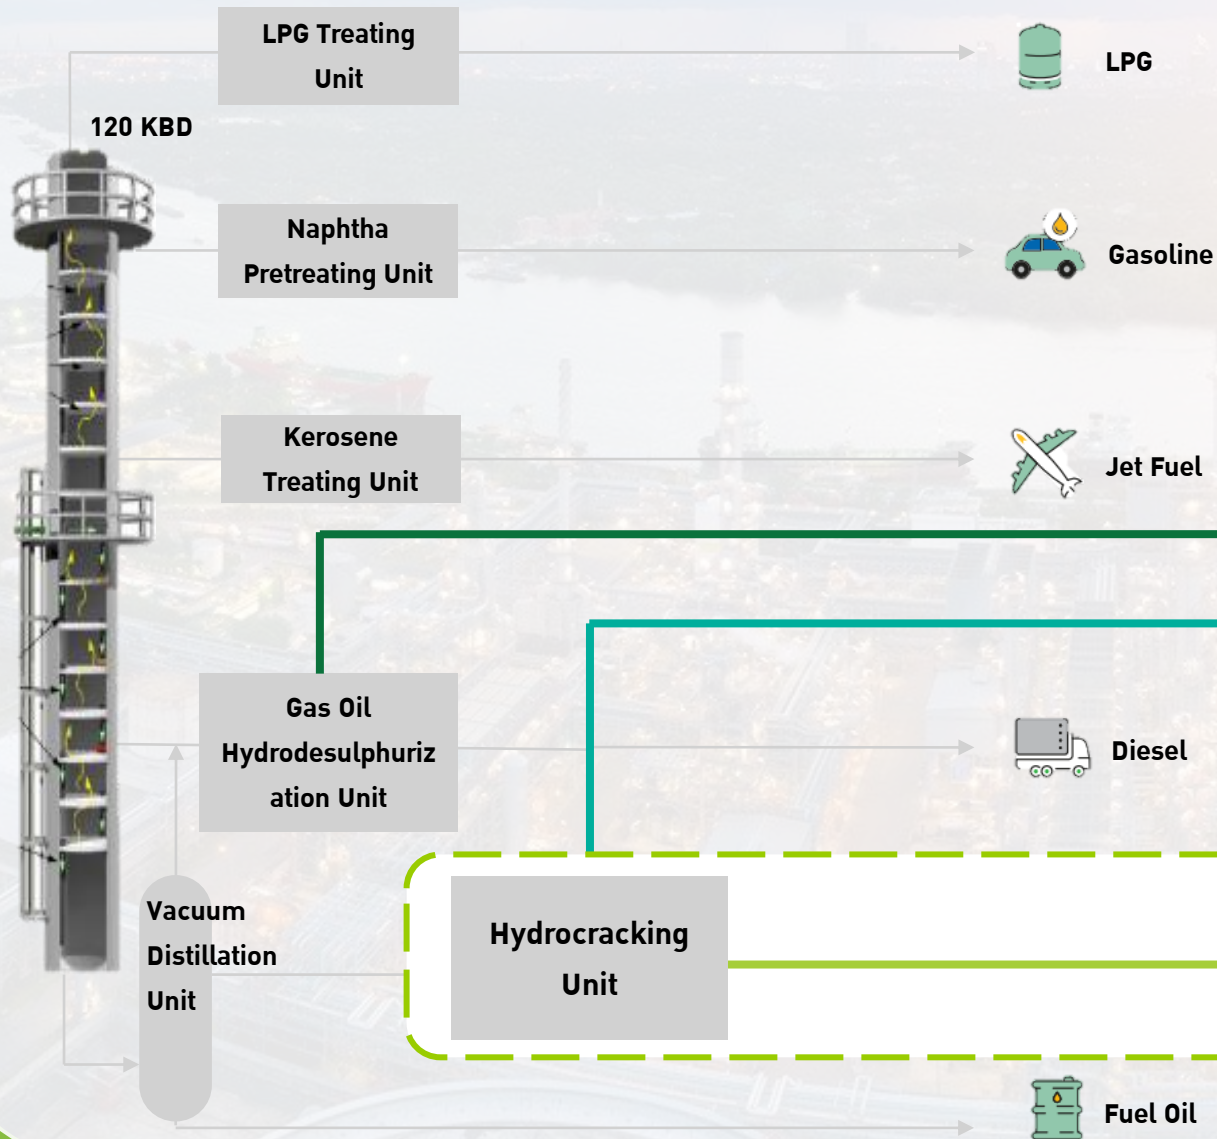 LPG Treating
Unit
LPG
120 KBD
Naphtha
Pretreating Unit
Gasoline
Kerosene
Treating Unit
Jet Fuel
Gas Oil
Hydrodesulphuriz
ation Unit
Diesel
Vacuum
Distillation
Unit
Hydrocracking
Unit
Fuel Oil